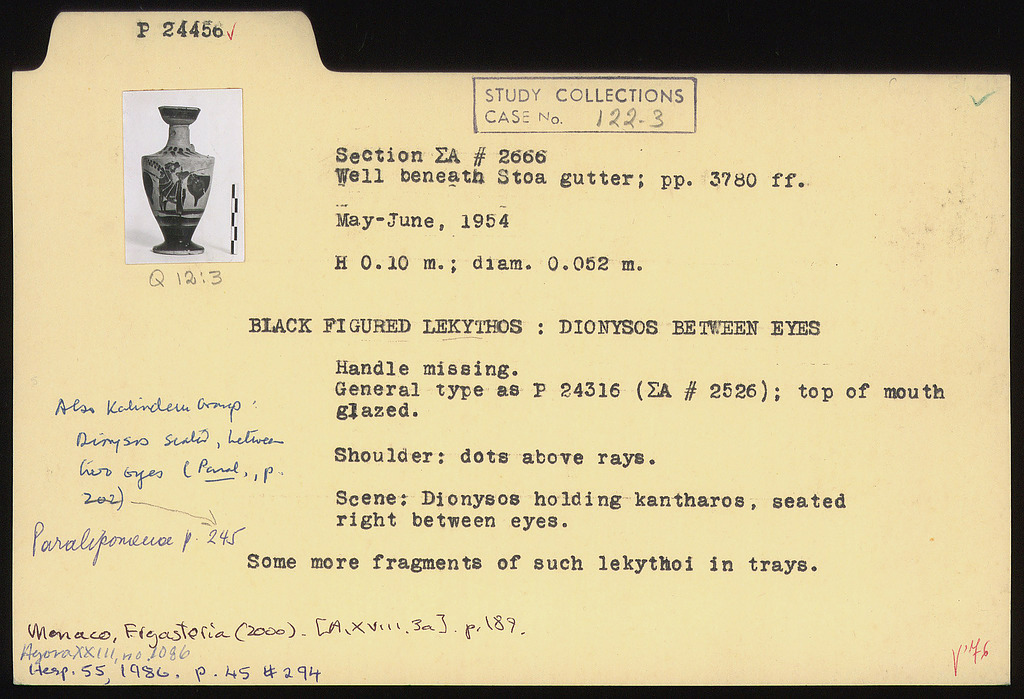 P 24456 ✓
STUDY COLLECTIONS
CASE No. 122-3
Section ΣA # 2666
Well beneath Stoa gutter; pp. 3780 ff.
May-June, 1954
H 0.10 m.; diam. 0.052 m.
Q 12:3
BLACK FIGURED LEKYTHOS : DIONYSOS BETWEEN EYES
Handle missing.
General type as P 24316 (ΣA # 2526); top of mouth
glazed.
Shoulder: dots above rays.
Scene: Dionysos holding kantharos, seated
right between eyes.
Some more fragments of such lekythoi in trays.
Also Kalinderu Group:
Dionysos seated, between
two eyes (Paral., p.
202)
Paralipomena p. 245
Monaco, Ergasteria (2000). [A.XVIII.3a]. p.189.
Agora XXIII, no. 1086
Hesp. 55, 1986. p. 45 # 294
√'76